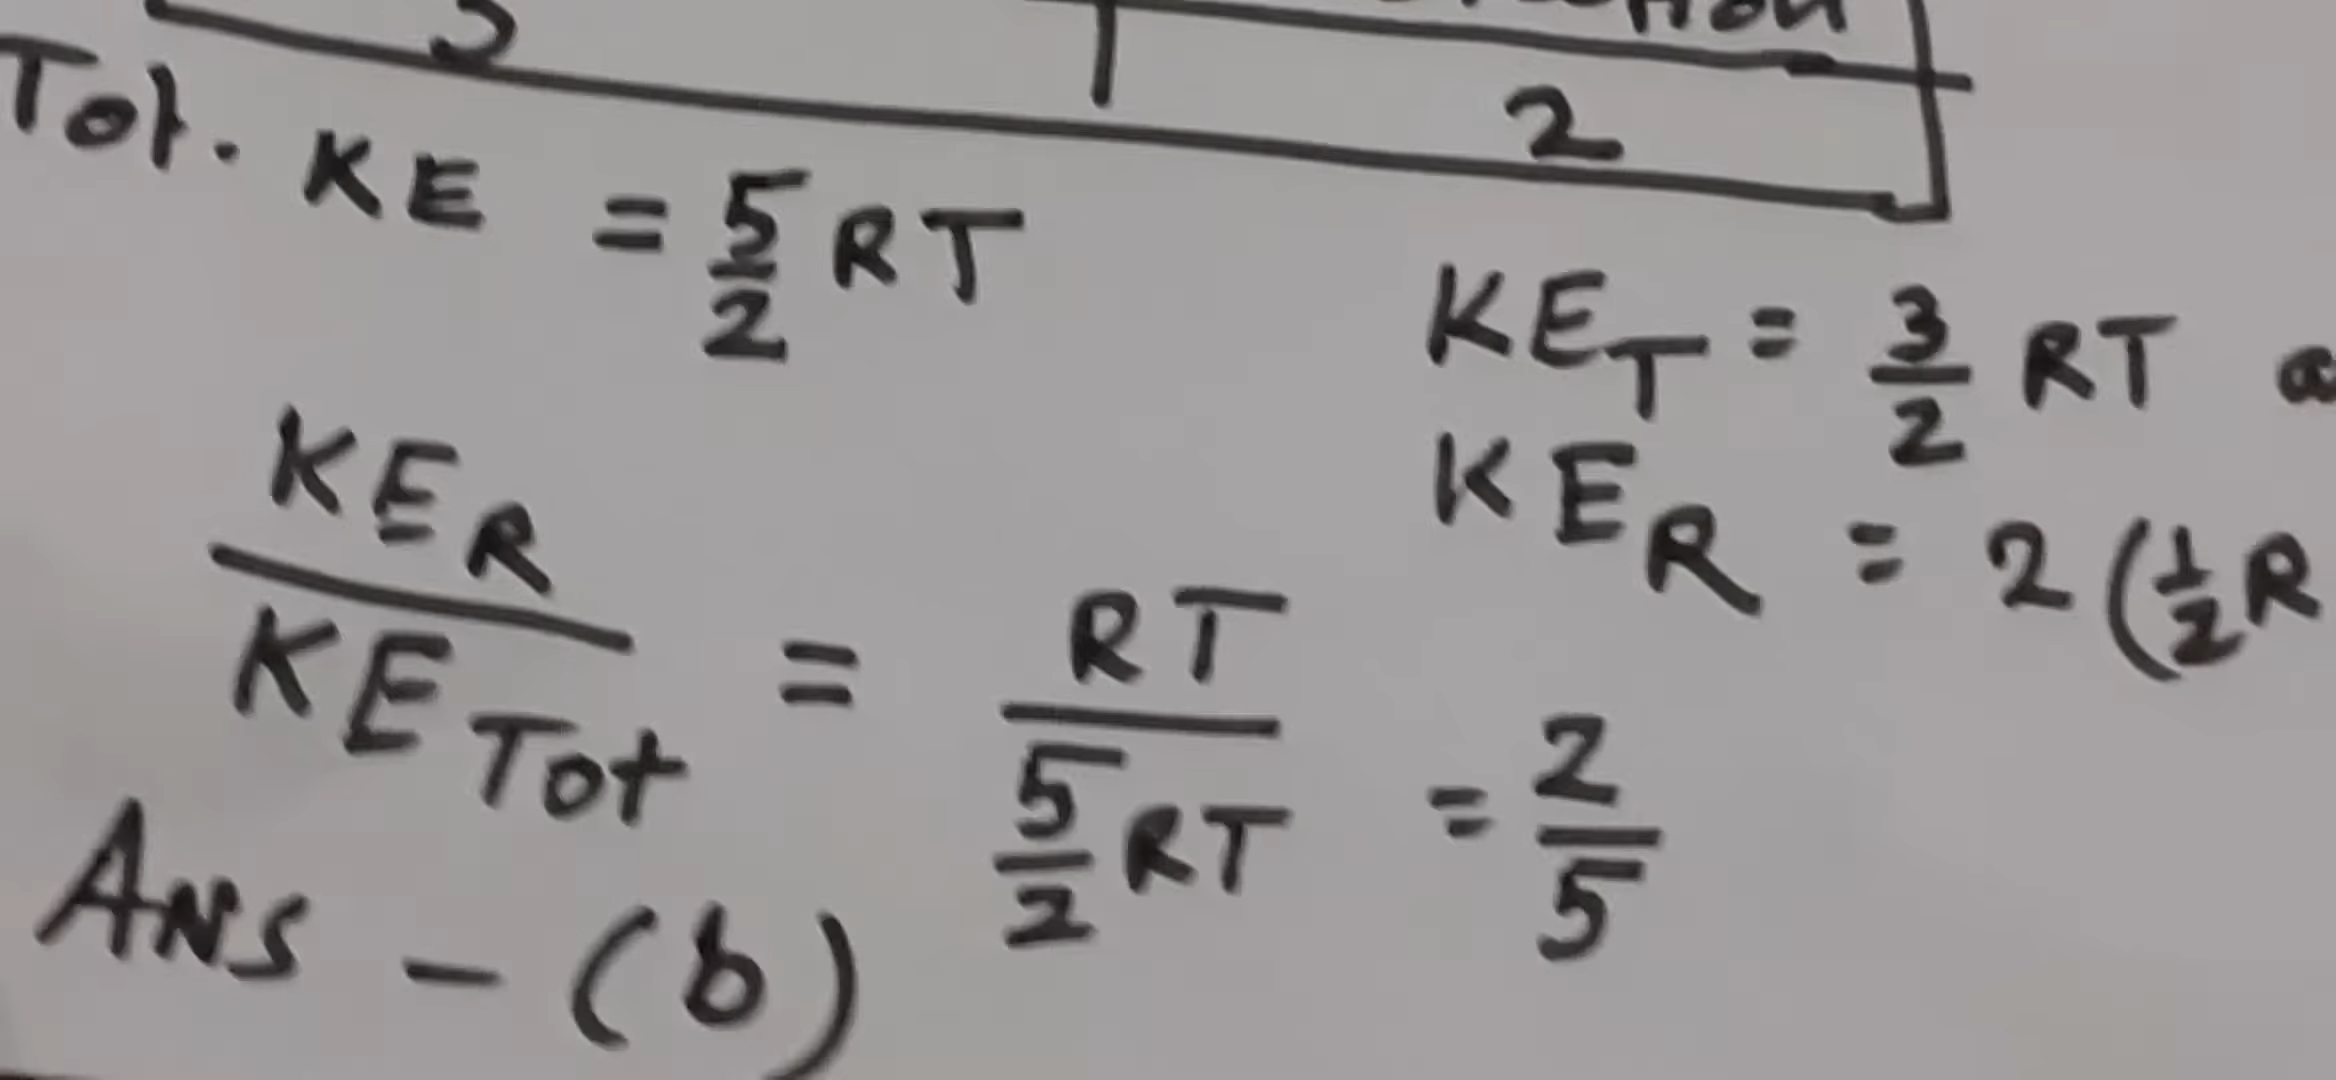 2
Tot. KE = 5/2 RT
KE_T = 3/2 RT
KE_R = 2(1/2 R
KE_R / KE_Tot = RT / (5/2 RT) = 2/5
ANS - (b)